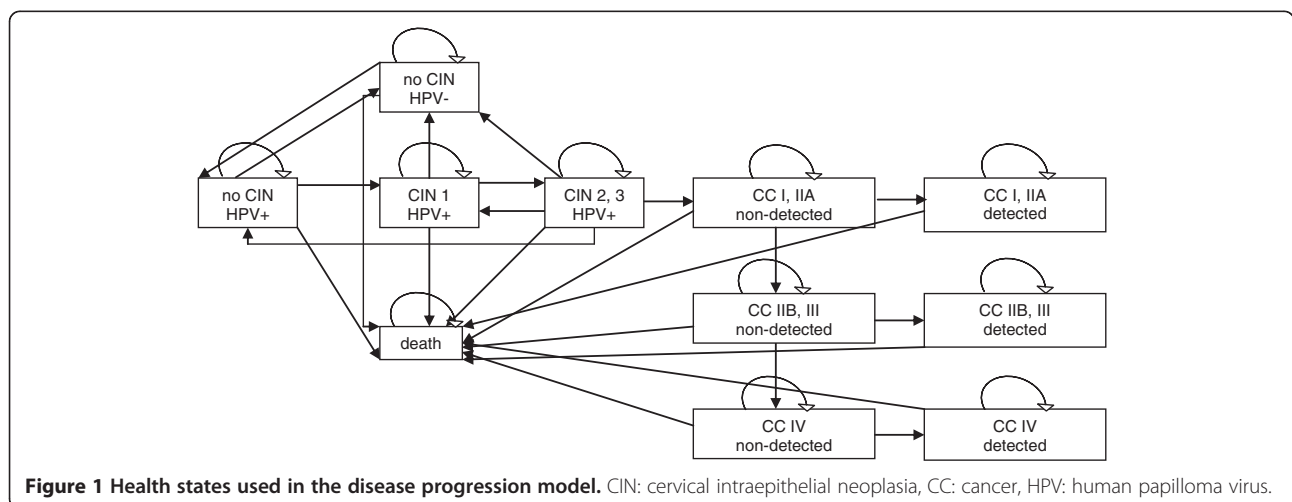 no CIN
HPV-
no CIN
HPV+
CIN 1
HPV+
CIN 2, 3
HPV+
CC I, IIA
non-detected
CC I, IIA
detected
CC IIB, III
non-detected
CC IIB, III
detected
death
CC IV
non-detected
CC IV
detected
Figure 1 Health states used in the disease progression model. CIN: cervical intraepithelial neoplasia, CC: cancer, HPV: human papilloma virus.